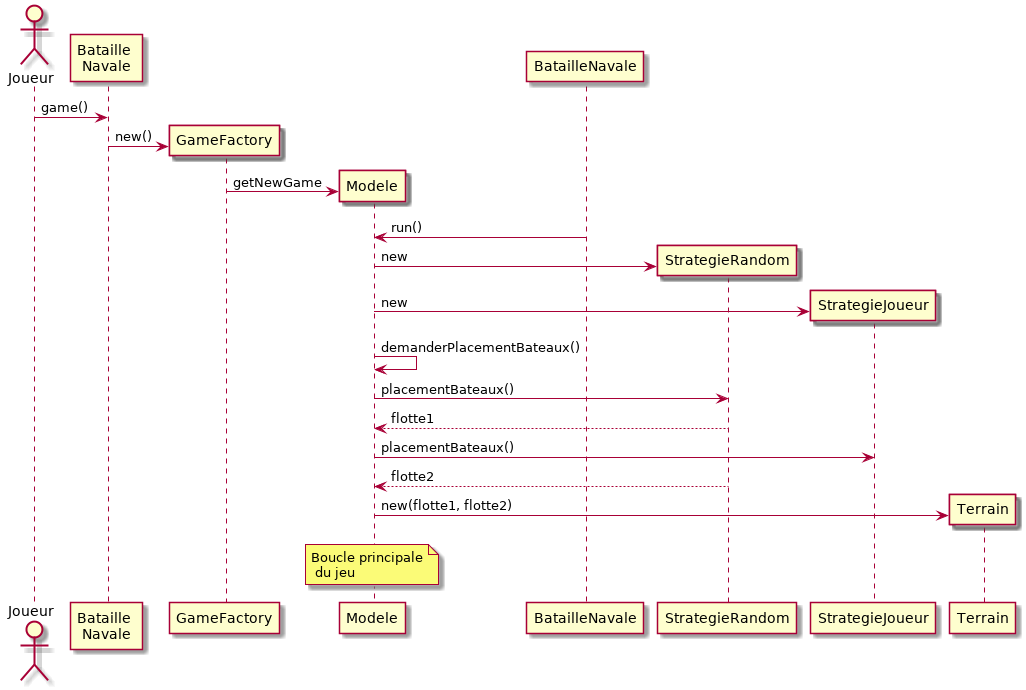 Joueur
Bataille
Navale
BatailleNavale
game()
new()
GameFactory
getNewGame
Modele
run()
new
StrategieRandom
new
StrategieJoueur
demanderPlacementBateaux()
placementBateaux()
flotte1
placementBateaux()
flotte2
new(flotte1, flotte2)
Terrain
Boucle principale
du jeu
Joueur
Bataille
Navale
GameFactory
Modele
BatailleNavale
StrategieRandom
StrategieJoueur
Terrain